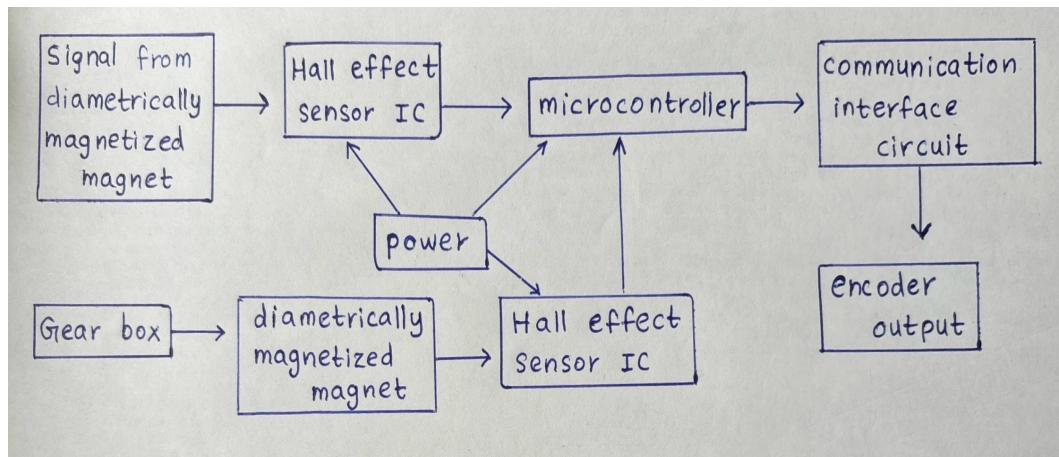 Signal from
diametrically
magnetized
magnet
Hall effect
sensor IC
microcontroller
communication
interface
circuit
power
Gear box
diametrically
magnetized
magnet
Hall effect
sensor IC
encoder
output